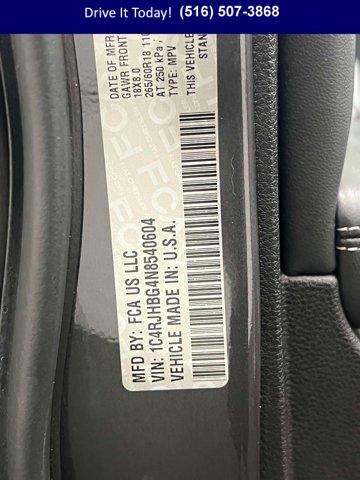 Drive It Today! (516) 507-3868
DATE OF MFR
GAWR FRONT
18X8.0
265/60R18 110
AT 250 kPa /
TYPE: MPV
THIS VEHICLE
STAN
MFD BY: FCA US LLC
VIN: 1C4RJHBG4N8540604
VEHICLE MADE IN: U.S.A.